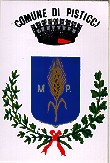 COMUNE DI PISTICCI
M P.